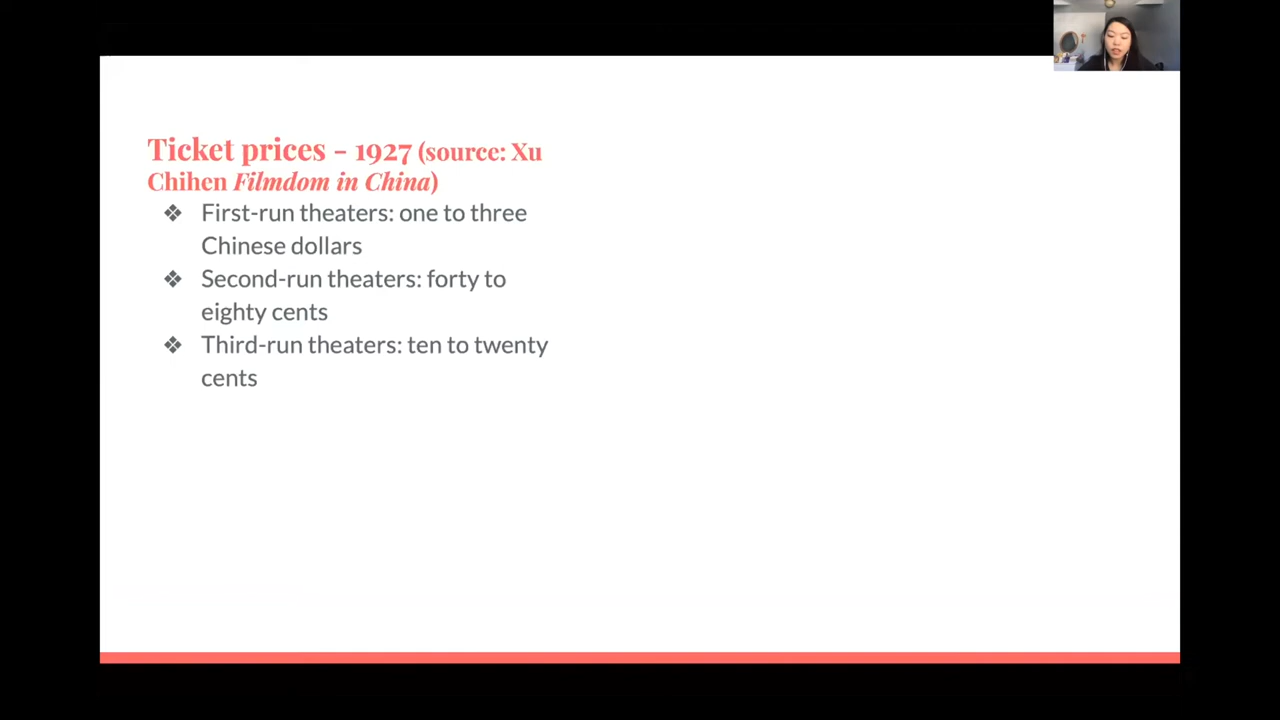 Ticket prices - 1927 (source: Xu
Chihen Filmdom in China)
❖ First-run theaters: one to three
Chinese dollars
❖ Second-run theaters: forty to
eighty cents
❖ Third-run theaters: ten to twenty
cents